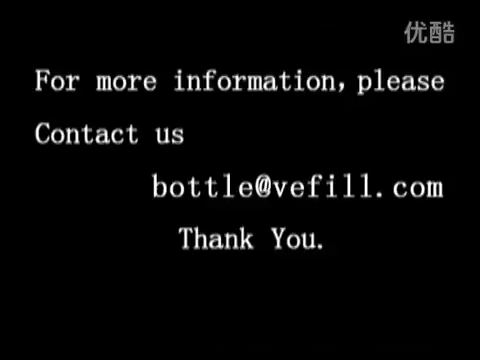 优酷
For more information, please
Contact us
bottle@vefill.com
Thank You.